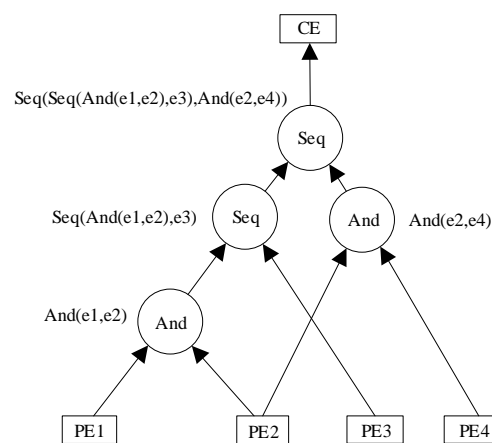 CE
Seq(Seq(And(e1,e2),e3),And(e2,e4))
Seq
Seq(And(e1,e2),e3)
Seq
And
And(e2,e4)
And(e1,e2)
And
PE1
PE2
PE3
PE4